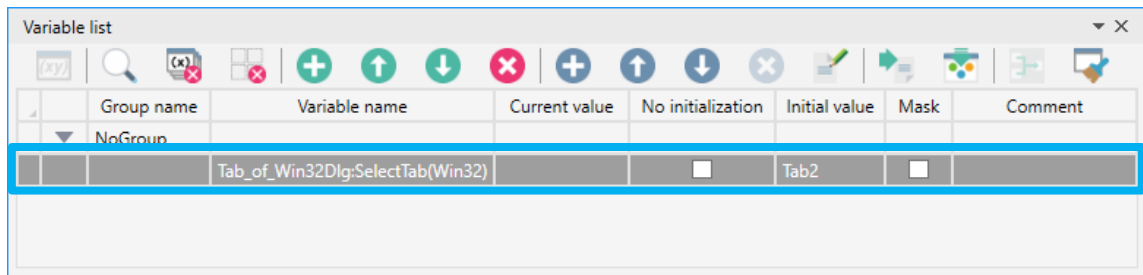 Variable list
(xy) (x)
Group name Variable name Current value No initialization Initial value Mask Comment
NoGroup
Tab_of_Win32Dlg:SelectTab(Win32) Tab2